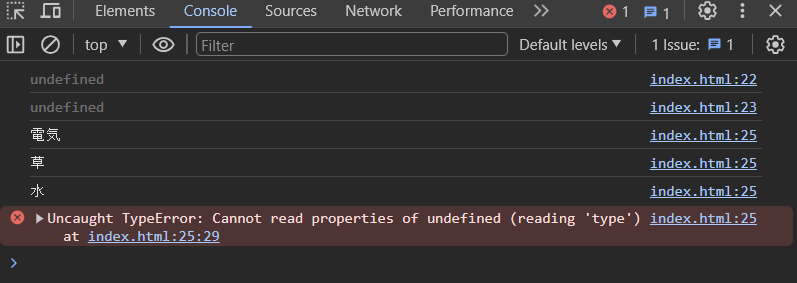 Elements Console Sources Network Performance 1 1
top Filter Default levels 1 Issue: 1
undefined index.html:22
undefined index.html:23
電気 index.html:25
草 index.html:25
水 index.html:25
Uncaught TypeError: Cannot read properties of undefined (reading 'type') index.html:25
at index.html:25:29